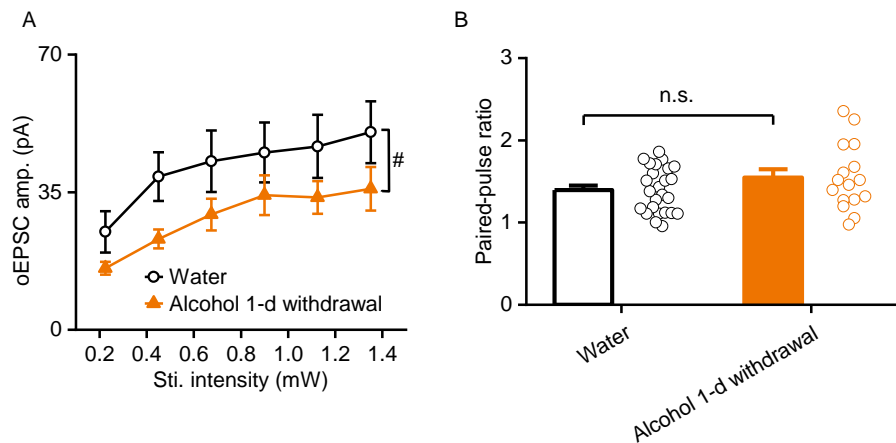 A
70
35
0
oEPSC amp. (pA)
#
Water
Alcohol 1-d withdrawal
0.2 0.4 0.6 0.8 1.0 1.2 1.4
Sti. intensity (mW)
B
3
2
1
0
Paired-pulse ratio
n.s.
Water
Alcohol 1-d withdrawal